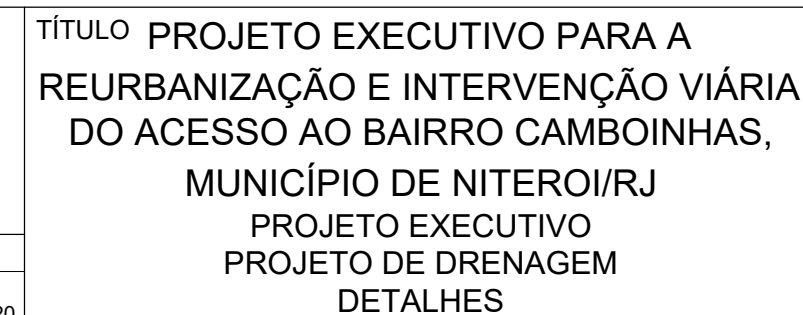 TÍTULO PROJETO EXECUTIVO PARA A
REURBANIZAÇÃO E INTERVENÇÃO VIÁRIA
DO ACESSO AO BAIRRO CAMBOINHAS,
MUNICÍPIO DE NITEROI/RJ
PROJETO EXECUTIVO
PROJETO DE DRENAGEM
DETALHES